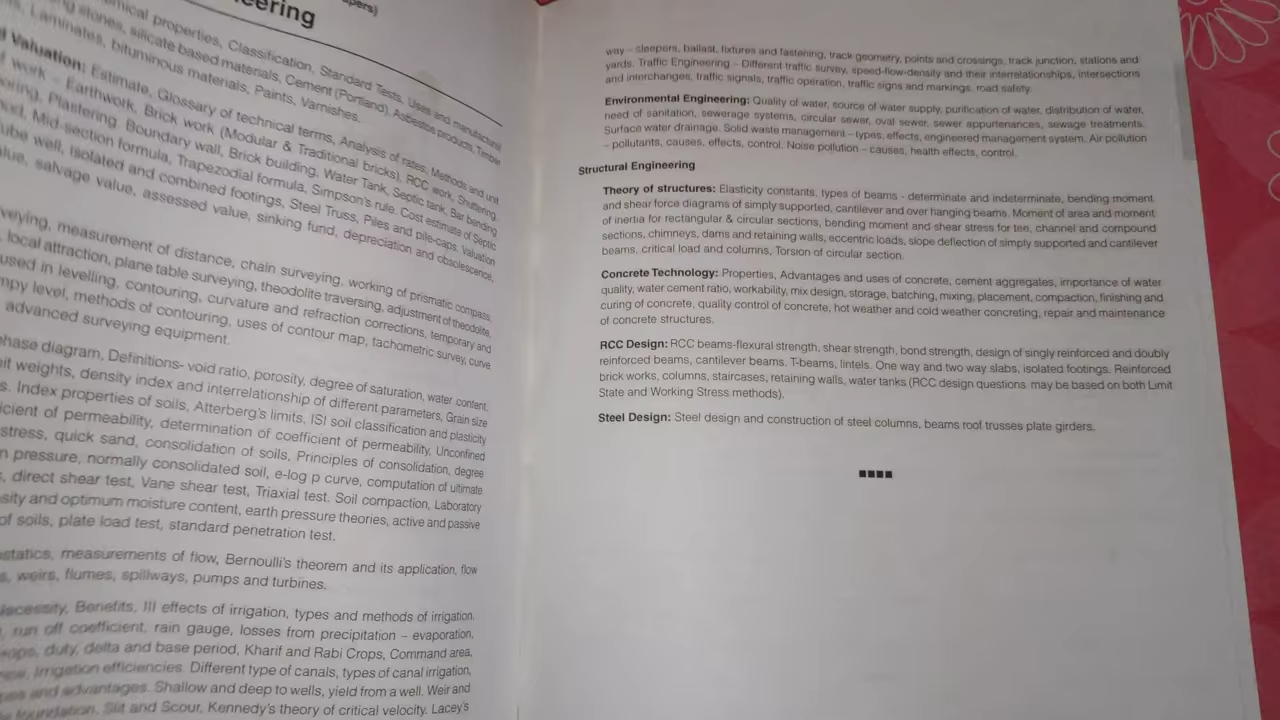 pers)
ering
mical properties, Classification, Standard Tests, Uses and manufacture
stones, silicate based materials, Cement (Portland), Asbestos products, Timber
Laminates, bituminous materials, Paints, Varnishes.
Valuation: Estimate, Glossary of technical terms, Analysis of rates, Methods and unit
work – Earthwork, Brick work (Modular & Traditional bricks), RCC work, Shuttering,
Plastering, Boundary wall, Brick building, Water Tank, Septic tank, Bar bending
Mid-section formula, Trapezodial formula, Simpson's rule. Cost estimate of Septic
ube well, isolated and combined footings, Steel Truss, Piles and pile-caps. Valuation
alue, salvage value, assessed value, sinking fund, depreciation and obsolescence,
veying, measurement of distance, chain surveying, working of prismatic compass,
local attraction, plane table surveying, theodolite traversing, adjustment of theodolite,
used in levelling, contouring, curvature and refraction corrections, temporary and
mpy level, methods of contouring, uses of contour map, tachometric survey, curve
advanced surveying equipment.
hase diagram, Definitions- void ratio, porosity, degree of saturation, water content,
it weights, density index and interrelationship of different parameters, Grain size
s. Index properties of soils, Atterberg's limits, ISI soil classification and plasticity
icient of permeability, determination of coefficient of permeability, Unconfined
stress, quick sand, consolidation of soils, Principles of consolidation, degree
n pressure, normally consolidated soil, e-log p curve, computation of ultimate
direct shear test, Vane shear test, Triaxial test. Soil compaction, Laboratory
sity and optimum moisture content, earth pressure theories, active and passive
of soils, plate load test, standard penetration test.
statics, measurements of flow, Bernoulli's theorem and its application, flow
s, weirs, flumes, spillways, pumps and turbines.
ecessity, Benefits, III effects of irrigation, types and methods of irrigation,
run off coefficient, rain gauge, losses from precipitation – evaporation,
rops, duty, delta and base period, Kharif and Rabi Crops, Command area,
Irrigation efficiencies. Different type of canals, types of canal irrigation,
and advantages. Shallow and deep to wells, yield from a well. Weir and
foundation, Slit and Scour, Kennedy's theory of critical velocity. Lacey's
way – sleepers, ballast, fixtures and fastening, track geometry, points and crossings, track junction, stations and
yards. Traffic Engineering – Different traffic survey, speed-flow-density and their interrelationships, intersections
and interchanges, traffic signals, traffic operation, traffic signs and markings, road safety.
Environmental Engineering: Quality of water, source of water supply, purification of water, distribution of water,
need of sanitation, sewerage systems, circular sewer, oval sewer, sewer appurtenances, sewage treatments.
Surface water drainage. Solid waste management – types, effects, engineered management system. Air pollution
– pollutants, causes, effects, control. Noise pollution – causes, health effects, control.
Structural Engineering
Theory of structures: Elasticity constants, types of beams - determinate and indeterminate, bending moment
and shear force diagrams of simply supported, cantilever and over hanging beams. Moment of area and moment
of inertia for rectangular & circular sections, bending moment and shear stress for tee, channel and compound
sections, chimneys, dams and retaining walls, eccentric loads, slope deflection of simply supported and cantilever
beams, critical load and columns, Torsion of circular section.
Concrete Technology: Properties, Advantages and uses of concrete, cement aggregates, importance of water
quality, water cement ratio, workability, mix design, storage, batching, mixing, placement, compaction, finishing and
curing of concrete, quality control of concrete, hot weather and cold weather concreting, repair and maintenance
of concrete structures.
RCC Design: RCC beams-flexural strength, shear strength, bond strength, design of singly reinforced and doubly
reinforced beams, cantilever beams. T-beams, lintels. One way and two way slabs, isolated footings. Reinforced
brick works, columns, staircases, retaining walls, water tanks (RCC design questions may be based on both Limit
State and Working Stress methods).
Steel Design: Steel design and construction of steel columns, beams roof trusses plate girders.